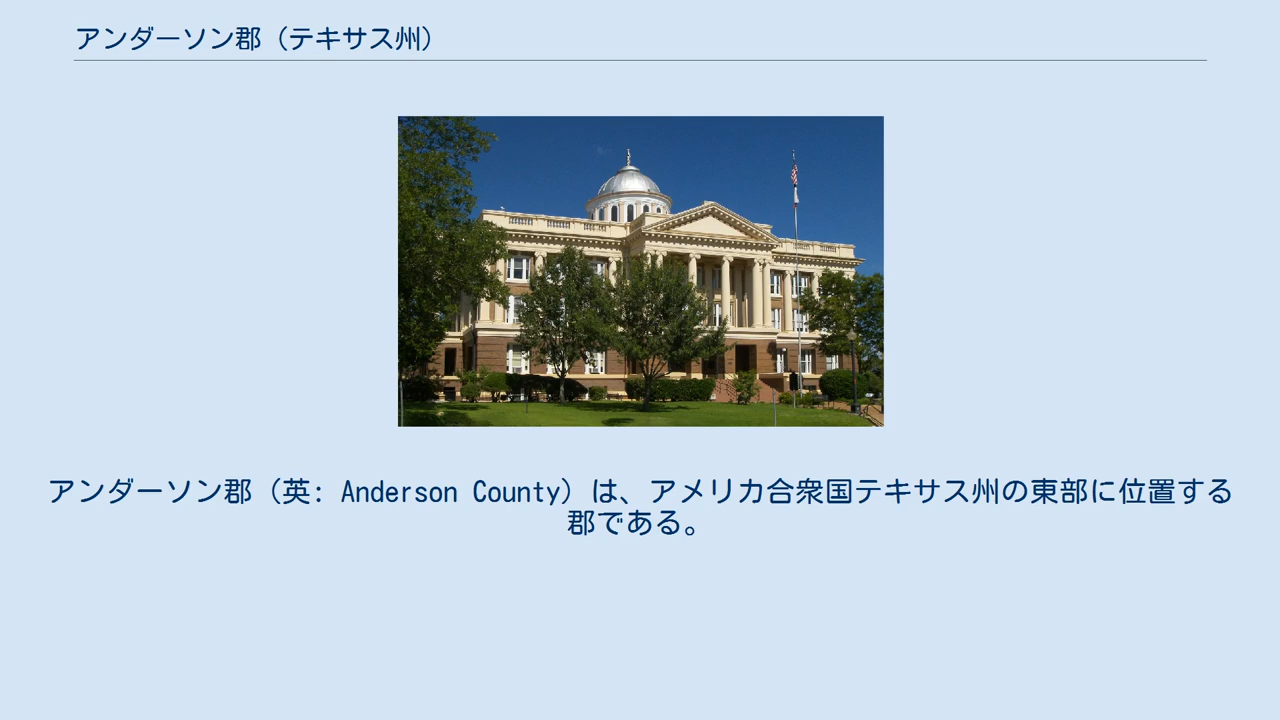 アンダーソン郡（テキサス州）
アンダーソン郡（英: Anderson County）は、アメリカ合衆国テキサス州の東部に位置する
郡である。